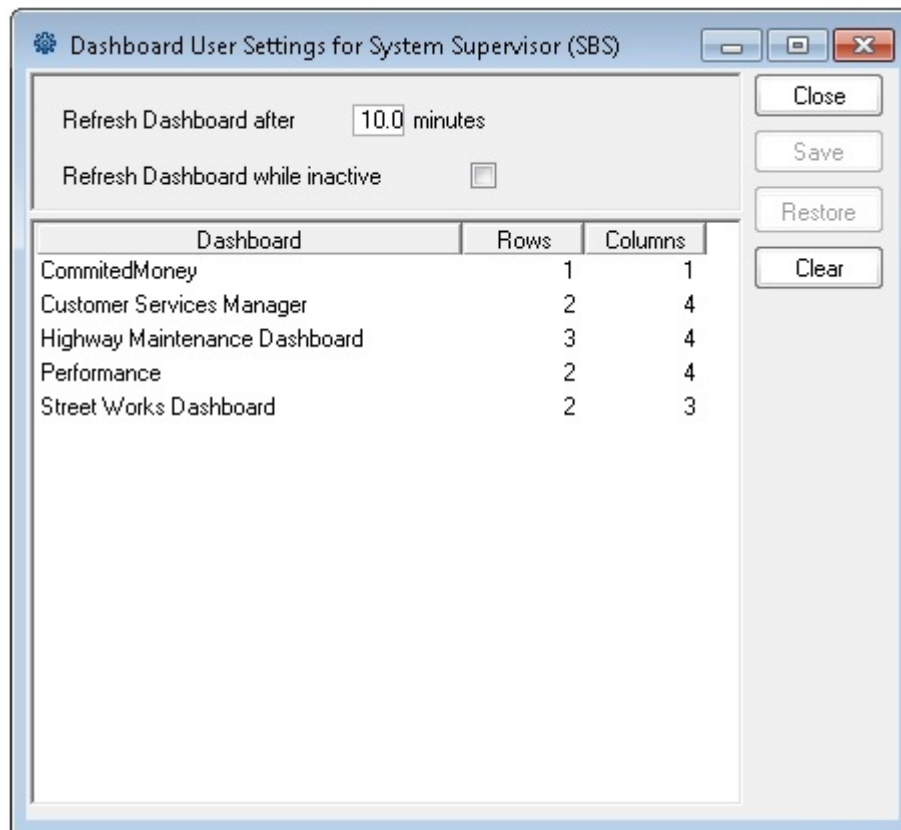 Dashboard User Settings for System Supervisor (SBS)
Refresh Dashboard after 10.0 minutes
Refresh Dashboard while inactive
Close
Save
Restore
Clear
Dashboard Rows Columns
CommitedMoney 1 1
Customer Services Manager 2 4
Highway Maintenance Dashboard 3 4
Performance 2 4
Street Works Dashboard 2 3